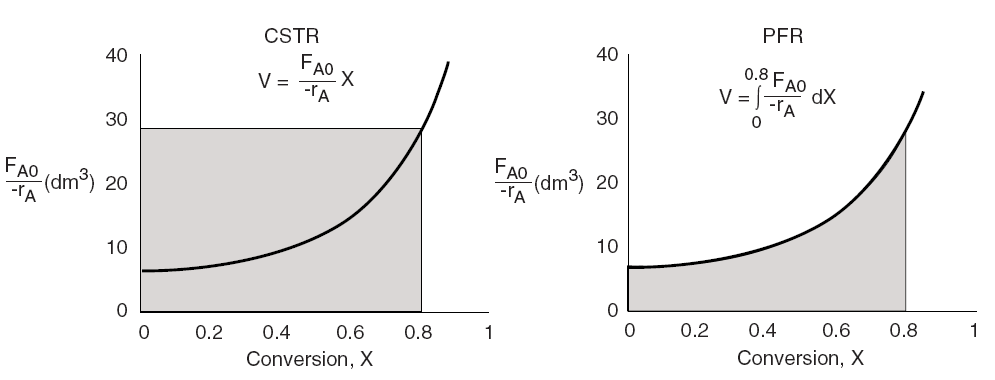 CSTR
V = F_A0/-r_A X
40
30
20
10
0
F_A0/-r_A (dm³)
0 0.2 0.4 0.6 0.8 1
Conversion, X
PFR
V = ∫_0^0.8 F_A0/-r_A dX
40
30
20
10
0
F_A0/-r_A (dm³)
0 0.2 0.4 0.6 0.8 1
Conversion, X